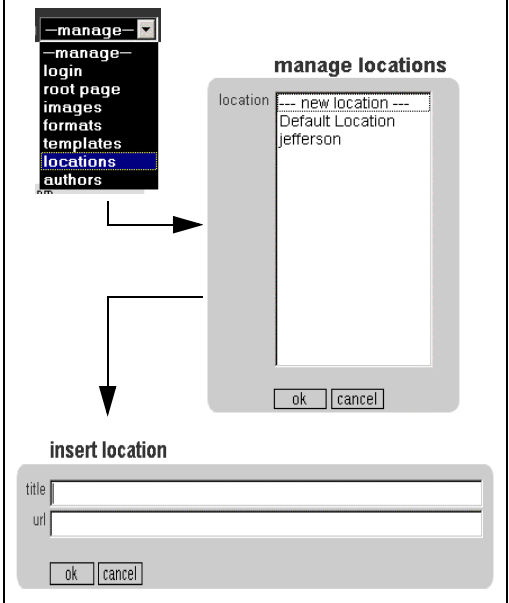 —manage—
—manage—
login
root page
images
formats
templates
locations
authors
manage locations
location
--- new location ---
Default Location
jefferson
ok cancel
insert location
title
url
ok cancel